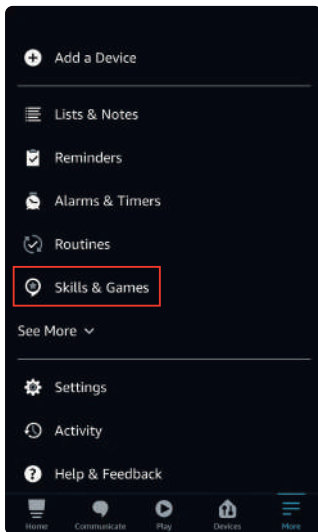 Add a Device
Lists & Notes
Reminders
Alarms & Timers
Routines
Skills & Games
See More
Settings
Activity
Help & Feedback
Home Communicate Play Devices More